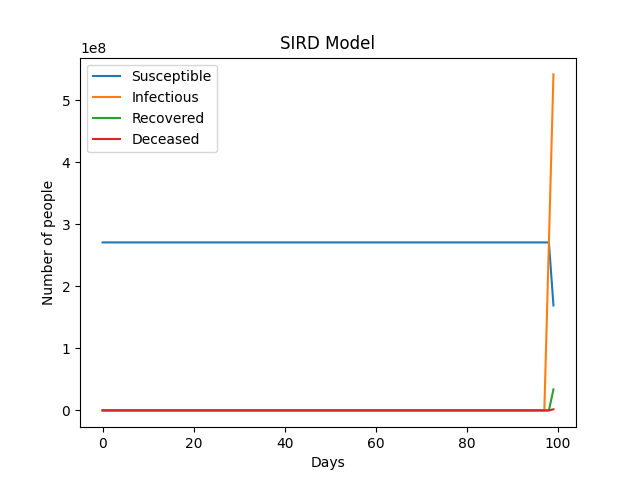 SIRD Model
1e8
Susceptible
Infectious
Recovered
Deceased
5
4
3
2
1
0
Number of people
0 20 40 60 80 100
Days